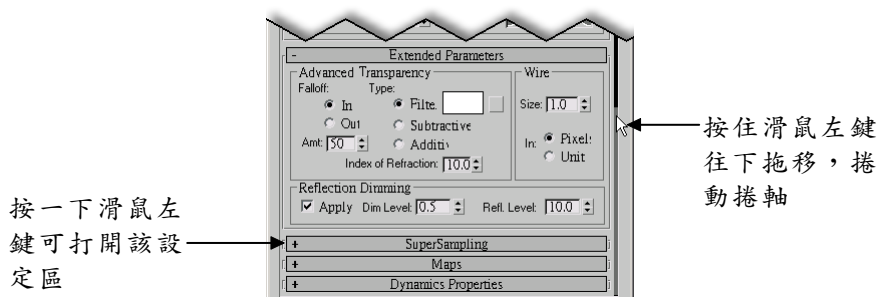 - Extended Parameters
Advanced Transparency
Falloff: Type:
In Filte
Out Subtractive
Amt: 50 Additiv
Index of Refraction: 10.0
Wire
Size: 1.0
In: Pixel:
Unit
Reflection Dimming
Apply Dim Level: 0.5 Refl. Level: 10.0
+ SuperSampling
+ Maps
+ Dynamics Properties
按住滑鼠左鍵
往下拖移，捲
動捲軸
按一下滑鼠左
鍵可打開該設
定區